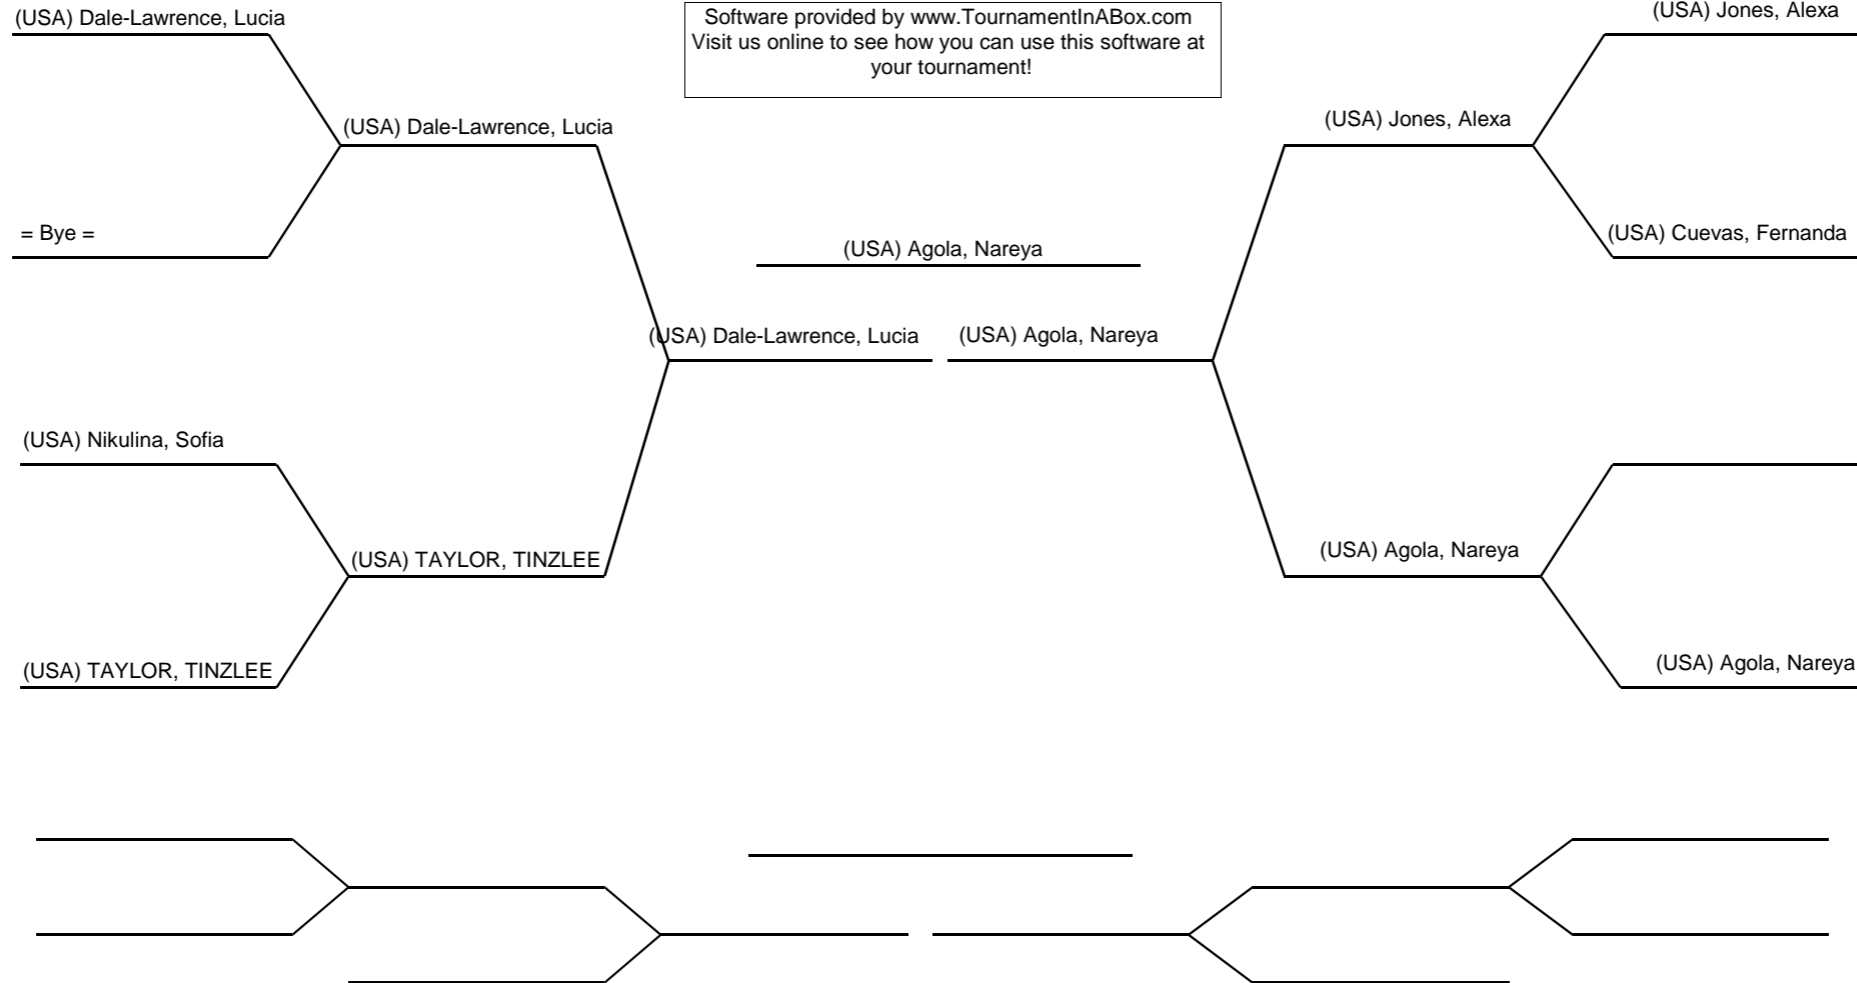 (USA) Dale-Lawrence, Lucia
Software provided by www.TournamentInABox.com
Visit us online to see how you can use this software at
your tournament!
(USA) Jones, Alexa
(USA) Dale-Lawrence, Lucia
(USA) Jones, Alexa
= Bye =
(USA) Agola, Nareya
(USA) Cuevas, Fernanda
(USA) Dale-Lawrence, Lucia
(USA) Agola, Nareya
(USA) Nikulina, Sofia
(USA) TAYLOR, TINZLEE
(USA) Agola, Nareya
(USA) TAYLOR, TINZLEE
(USA) Agola, Nareya